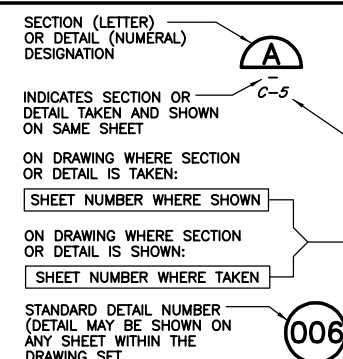 SECTION (LETTER)
OR DETAIL (NUMERAL)
DESIGNATION
A
–
C-5
INDICATES SECTION OR
DETAIL TAKEN AND SHOWN
ON SAME SHEET
ON DRAWING WHERE SECTION
OR DETAIL IS TAKEN:
SHEET NUMBER WHERE SHOWN
ON DRAWING WHERE SECTION
OR DETAIL IS SHOWN:
SHEET NUMBER WHERE TAKEN
STANDARD DETAIL NUMBER
(DETAIL MAY BE SHOWN ON
ANY SHEET WITHIN THE
DRAWING SET
006